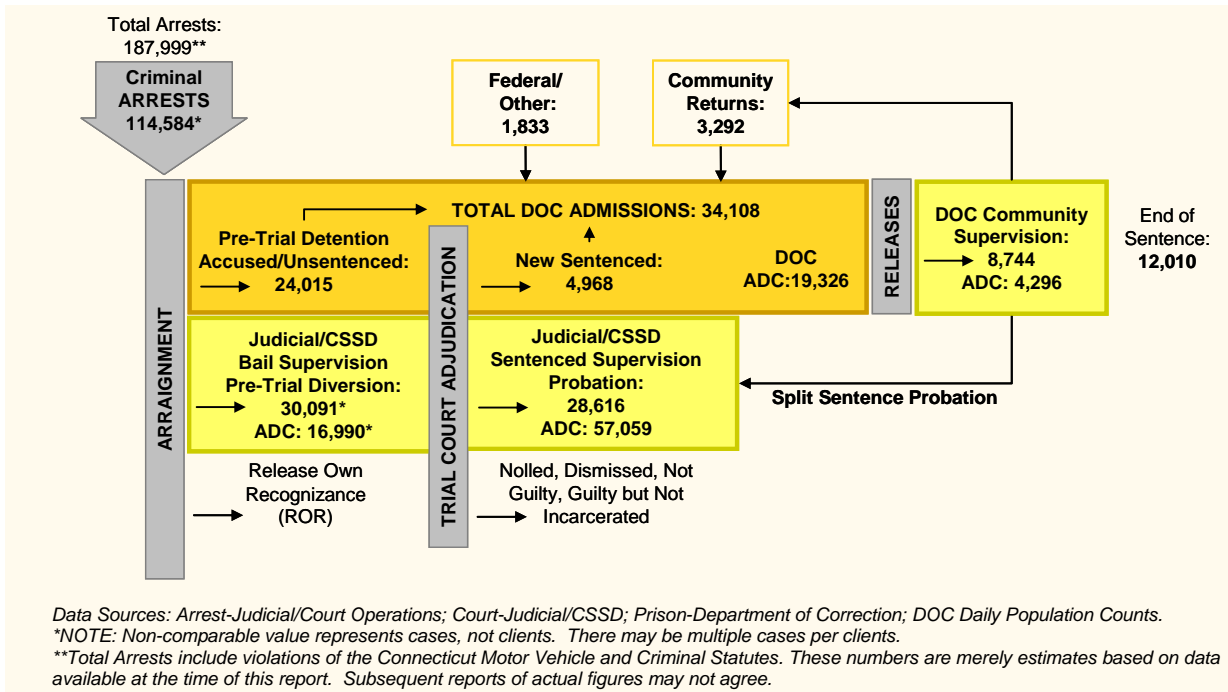 Total Arrests:
187,999**
Criminal
ARRESTS
114,584*
Federal/
Other:
1,833
Community
Returns:
3,292
ARRAIGNMENT
TOTAL DOC ADMISSIONS: 34,108
Pre-Trial Detention
Accused/Unsentenced:
24,015
TRIAL COURT ADJUDICATION
New Sentenced:
4,968
DOC
ADC:19,326
RELEASES
DOC Community
Supervision:
8,744
ADC: 4,296
End of
Sentence:
12,010
Judicial/CSSD
Bail Supervision
Pre-Trial Diversion:
30,091*
ADC: 16,990*
Judicial/CSSD
Sentenced Supervision
Probation:
28,616
ADC: 57,059
Split Sentence Probation
Release Own
Recognizance
(ROR)
Nolled, Dismissed, Not
Guilty, Guilty but Not
Incarcerated
Data Sources: Arrest-Judicial/Court Operations; Court-Judicial/CSSD; Prison-Department of Correction; DOC Daily Population Counts.
*NOTE: Non-comparable value represents cases, not clients. There may be multiple cases per clients.
**Total Arrests include violations of the Connecticut Motor Vehicle and Criminal Statutes. These numbers are merely estimates based on data
available at the time of this report. Subsequent reports of actual figures may not agree.